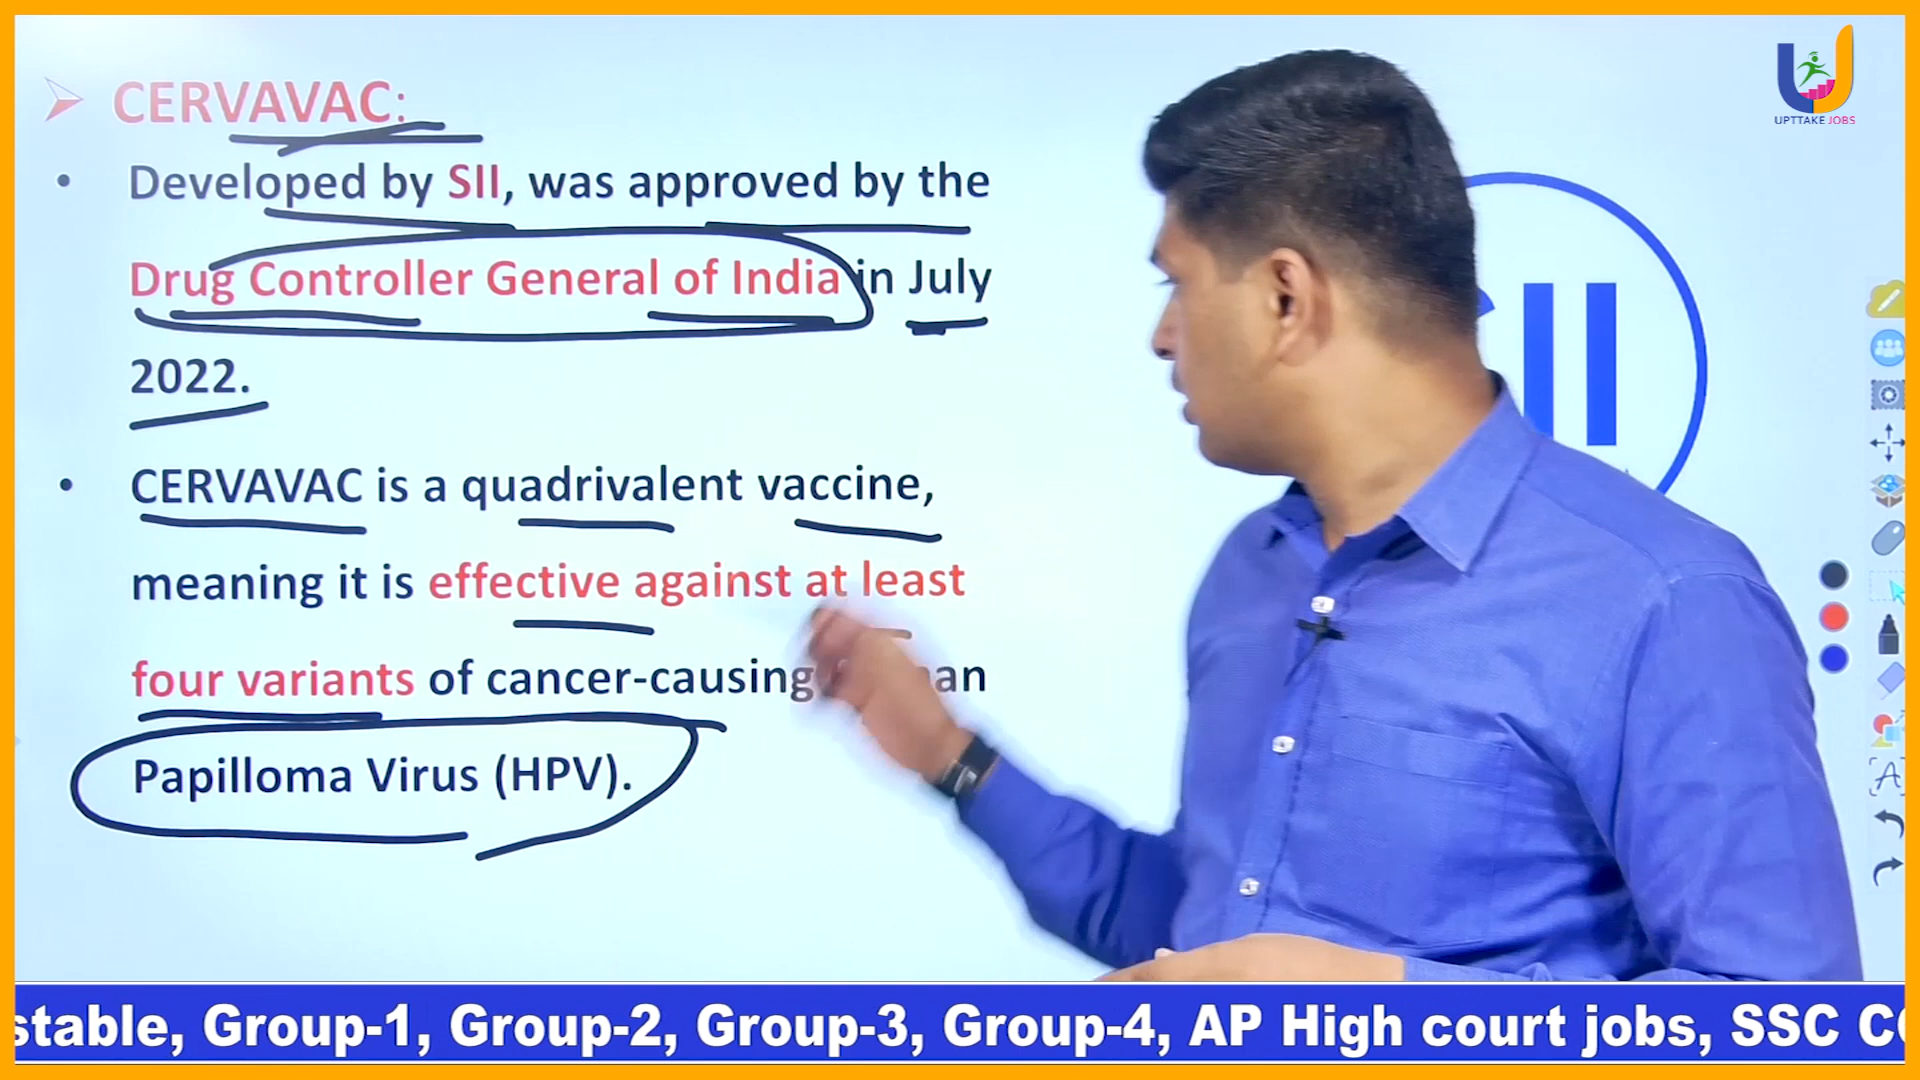 CERVAVAC:
UPTTAKE JOBS
• Developed by SII, was approved by the
Drug Controller General of India in July
2022.
• CERVAVAC is a quadrivalent vaccine,
meaning it is effective against at least
four variants of cancer-causing
Papilloma Virus (HPV).
stable, Group-1, Group-2, Group-3, Group-4, AP High court jobs, SSC